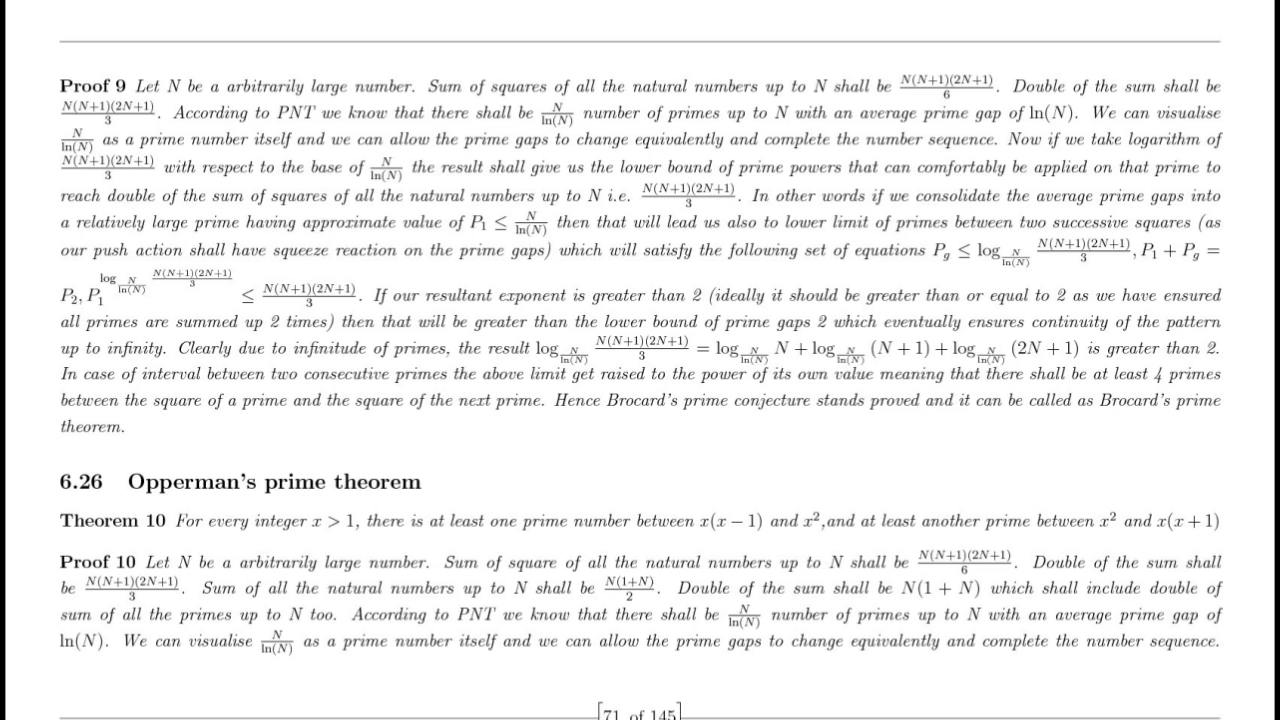 Proof 9 Let N be a arbitrarily large number. Sum of squares of all the natural numbers up to N shall be N(N+1)(2N+1)/6. Double of the sum shall be
N(N+1)(2N+1)/3. According to PNT we know that there shall be N/ln(N) number of primes up to N with an average prime gap of ln(N). We can visualise
N/ln(N) as a prime number itself and we can allow the prime gaps to change equivalently and complete the number sequence. Now if we take logarithm of
N(N+1)(2N+1)/3 with respect to the base of N/ln(N) the result shall give us the lower bound of prime powers that can comfortably be applied on that prime to
reach double of the sum of squares of all the natural numbers up to N i.e. N(N+1)(2N+1)/3. In other words if we consolidate the average prime gaps into
a relatively large prime having approximate value of P₁ ≤ N/ln(N) then that will lead us also to lower limit of primes between two successive squares (as
our push action shall have squeeze reaction on the prime gaps) which will satisfy the following set of equations P_g ≤ log_{N/ln(N)} N(N+1)(2N+1)/3, P₁ + P_g =
P₂, P₁^{log_{N/ln(N)} N(N+1)(2N+1)/3} ≤ N(N+1)(2N+1)/3. If our resultant exponent is greater than 2 (ideally it should be greater than or equal to 2 as we have ensured
all primes are summed up 2 times) then that will be greater than the lower bound of prime gaps 2 which eventually ensures continuity of the pattern
up to infinity. Clearly due to infinitude of primes, the result log_{N/ln(N)} N(N+1)(2N+1)/3 = log_{N/ln(N)} N + log_{N/ln(N)} (N + 1) + log_{N/ln(N)} (2N + 1) is greater than 2.
In case of interval between two consecutive primes the above limit get raised to the power of its own value meaning that there shall be at least 4 primes
between the square of a prime and the square of the next prime. Hence Brocard's prime conjecture stands proved and it can be called as Brocard's prime
theorem.
6.26 Opperman's prime theorem
Theorem 10 For every integer x > 1, there is at least one prime number between x(x − 1) and x²,and at least another prime between x² and x(x + 1)
Proof 10 Let N be a arbitrarily large number. Sum of square of all the natural numbers up to N shall be N(N+1)(2N+1)/6. Double of the sum shall
be N(N+1)(2N+1)/3. Sum of all the natural numbers up to N shall be N(1+N)/2. Double of the sum shall be N(1 + N) which shall include double of
sum of all the primes up to N too. According to PNT we know that there shall be N/ln(N) number of primes up to N with an average prime gap of
ln(N). We can visualise N/ln(N) as a prime number itself and we can allow the prime gaps to change equivalently and complete the number sequence.
71 of 145